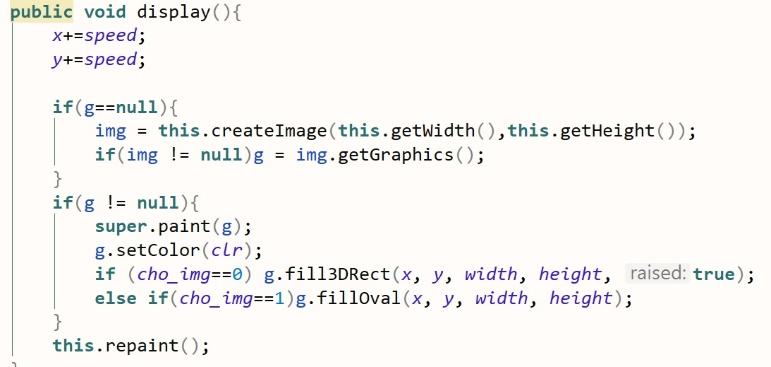 public void display(){
x+=speed;
y+=speed;
if(g==null){
img = this.createImage(this.getWidth(),this.getHeight());
if(img != null)g = img.getGraphics();
}
if(g != null){
super.paint(g);
g.setColor(clr);
if (cho_img==0) g.fill3DRect(x, y, width, height, raised: true);
else if(cho_img==1)g.fillOval(x, y, width, height);
}
this.repaint();